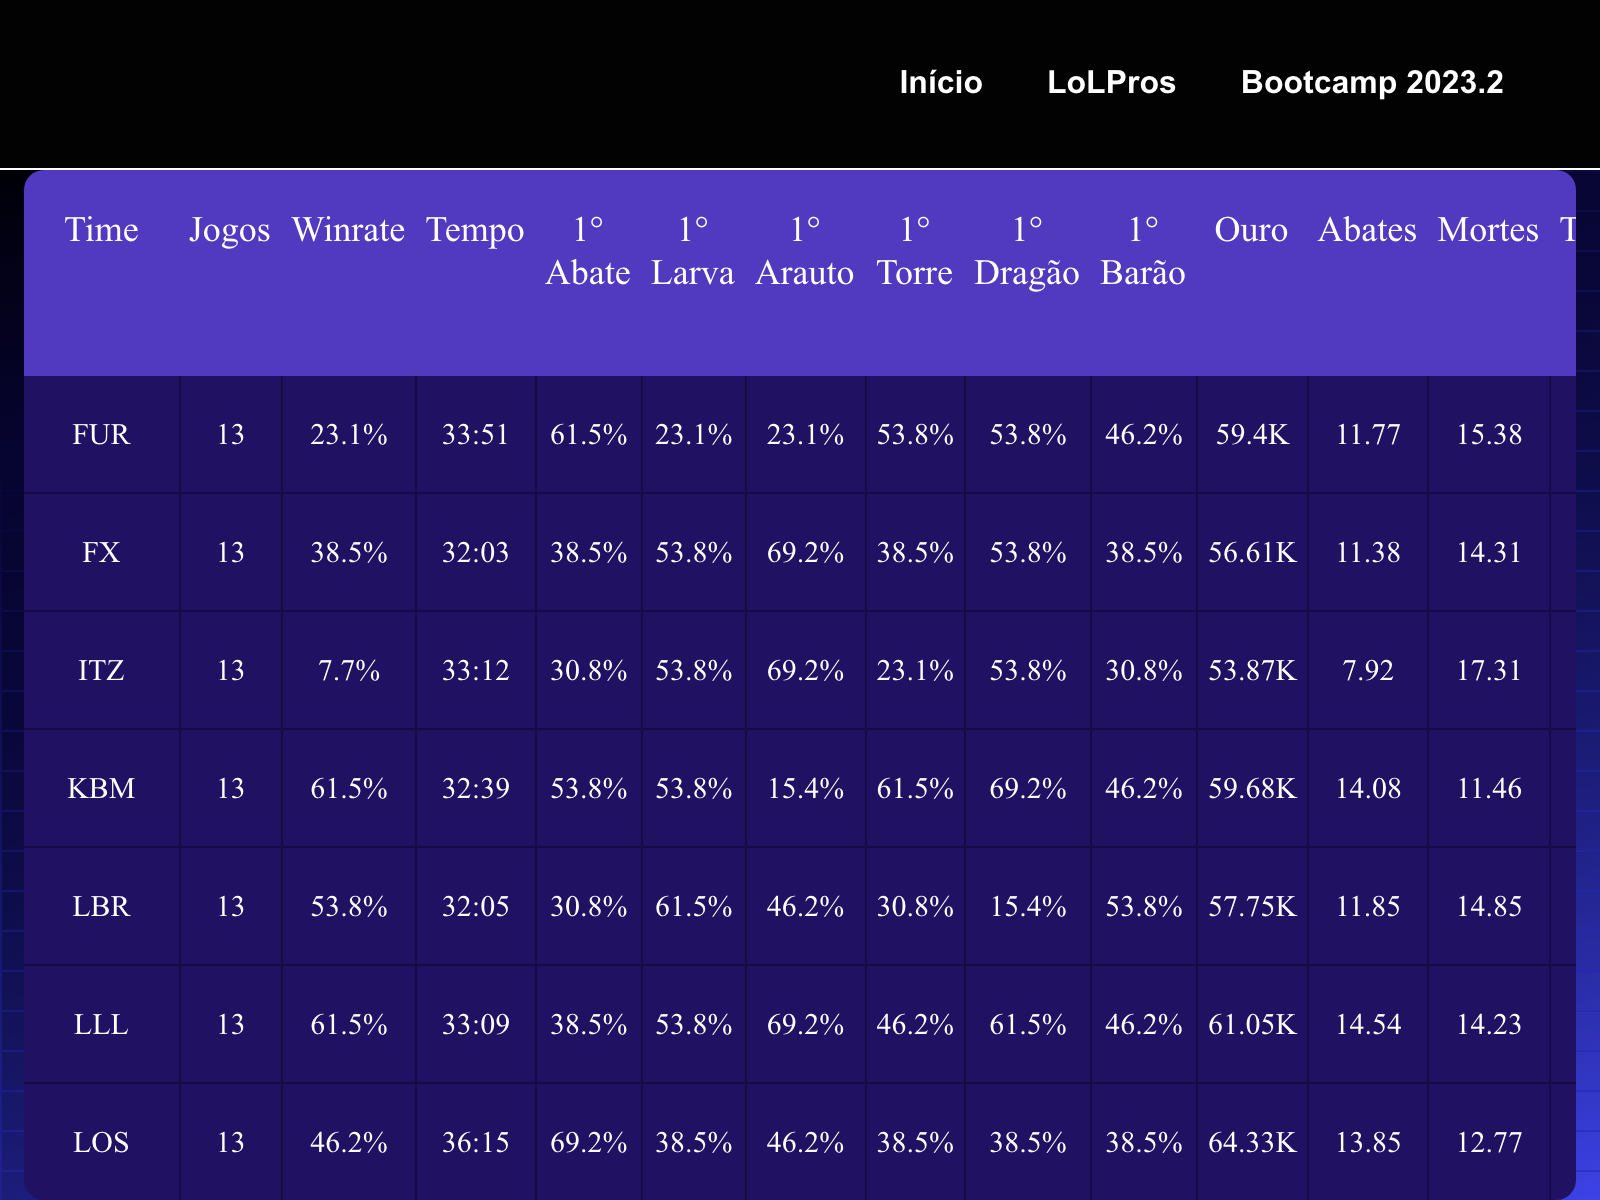 Início LoLPros Bootcamp 2023.2
Time Jogos Winrate Tempo 1° Abate 1° Larva 1° Arauto 1° Torre 1° Dragão 1° Barão Ouro Abates Mortes
FUR 13 23.1% 33:51 61.5% 23.1% 23.1% 53.8% 53.8% 46.2% 59.4K 11.77 15.38
FX 13 38.5% 32:03 38.5% 53.8% 69.2% 38.5% 53.8% 38.5% 56.61K 11.38 14.31
ITZ 13 7.7% 33:12 30.8% 53.8% 69.2% 23.1% 53.8% 30.8% 53.87K 7.92 17.31
KBM 13 61.5% 32:39 53.8% 53.8% 15.4% 61.5% 69.2% 46.2% 59.68K 14.08 11.46
LBR 13 53.8% 32:05 30.8% 61.5% 46.2% 30.8% 15.4% 53.8% 57.75K 11.85 14.85
LLL 13 61.5% 33:09 38.5% 53.8% 69.2% 46.2% 61.5% 46.2% 61.05K 14.54 14.23
LOS 13 46.2% 36:15 69.2% 38.5% 46.2% 38.5% 38.5% 38.5% 64.33K 13.85 12.77